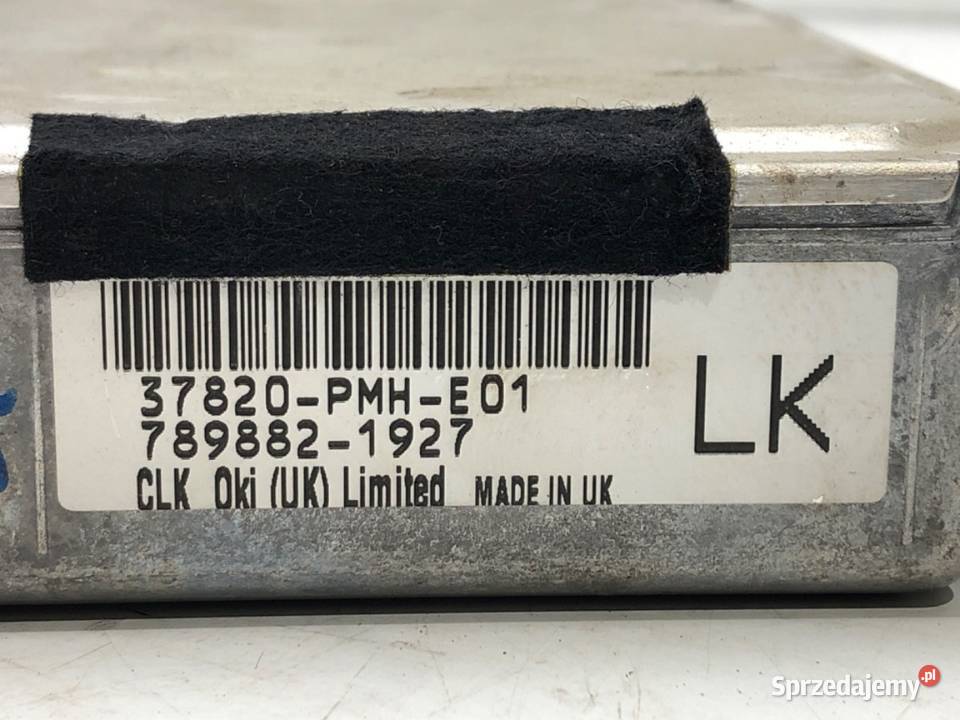 37820-PMH-E01
789882-1927
LK
CLK Oki (UK) Limited MADE IN UK
Sprzedajemy.pl